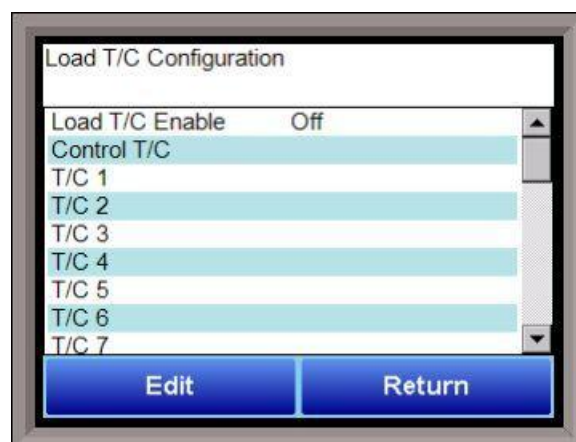 Load T/C Configuration
Load T/C Enable Off
Control T/C
T/C 1
T/C 2
T/C 3
T/C 4
T/C 5
T/C 6
T/C 7
Edit Return